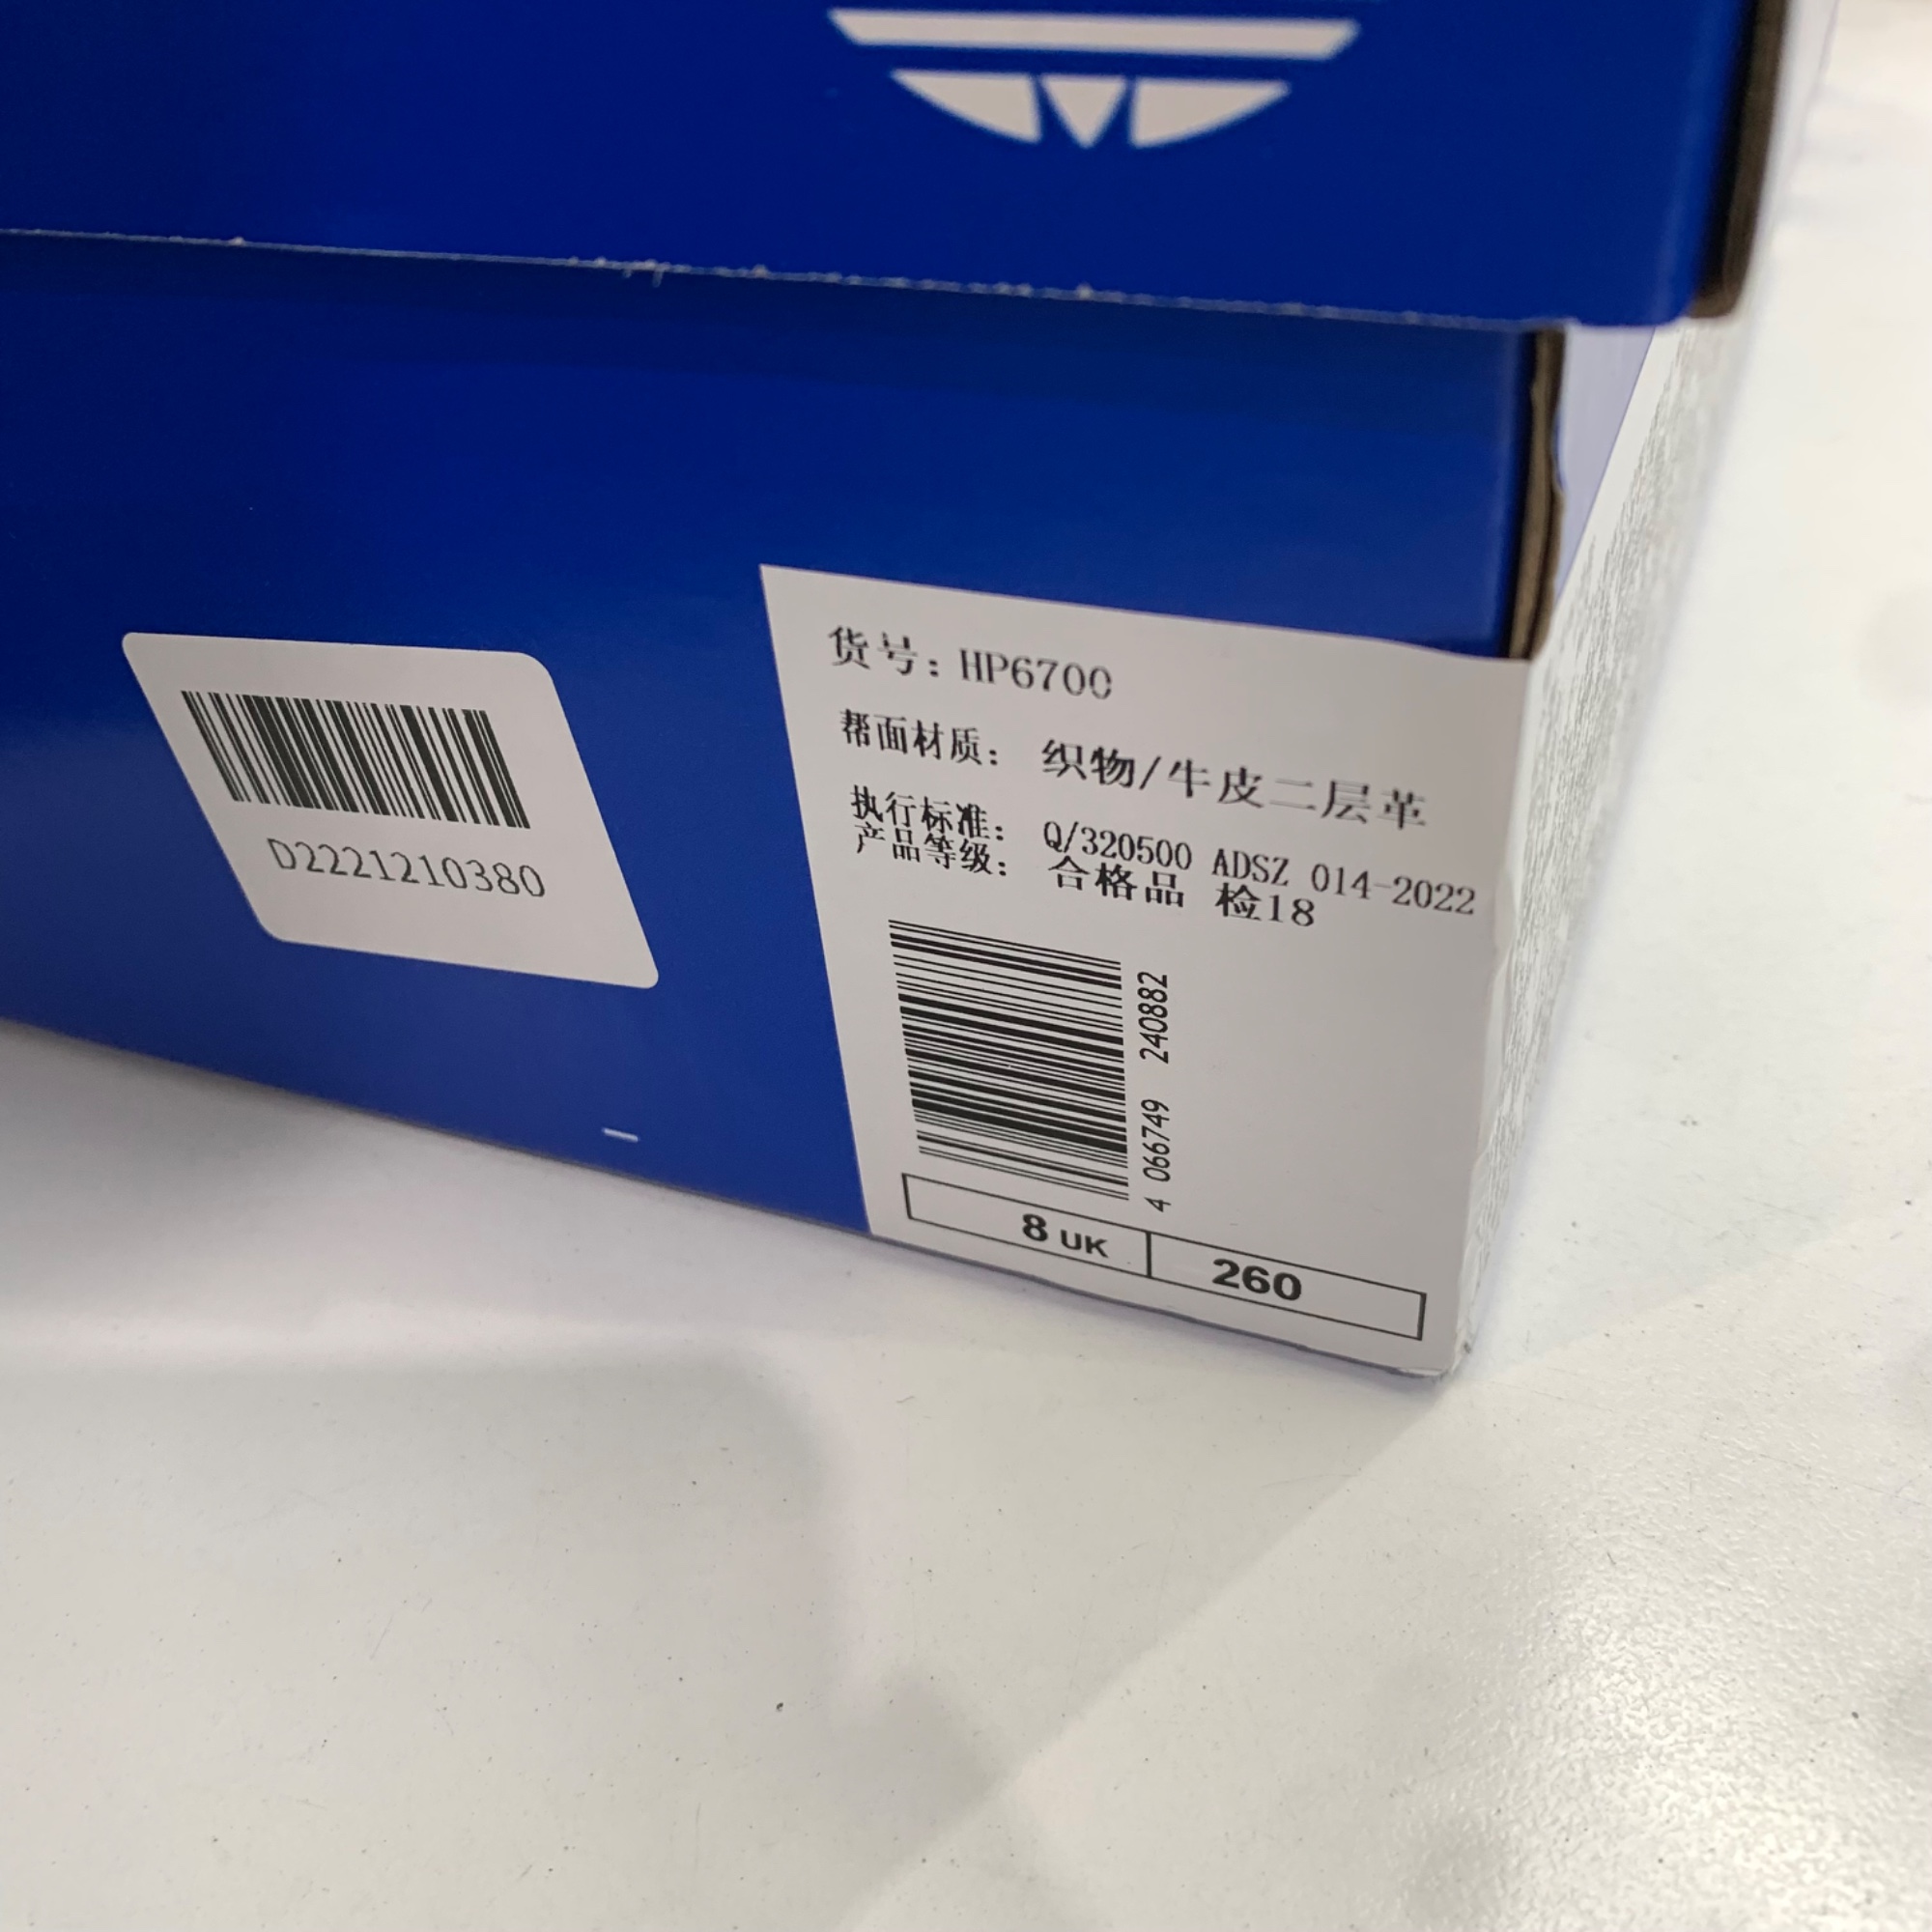 D2221210380
货号: HP6700
帮面材质: 织物/牛皮二层革
执行标准: Q/320500 ADSZ 014-2022
产品等级: 合格品 检18
4 066749 240882
8 UK 260